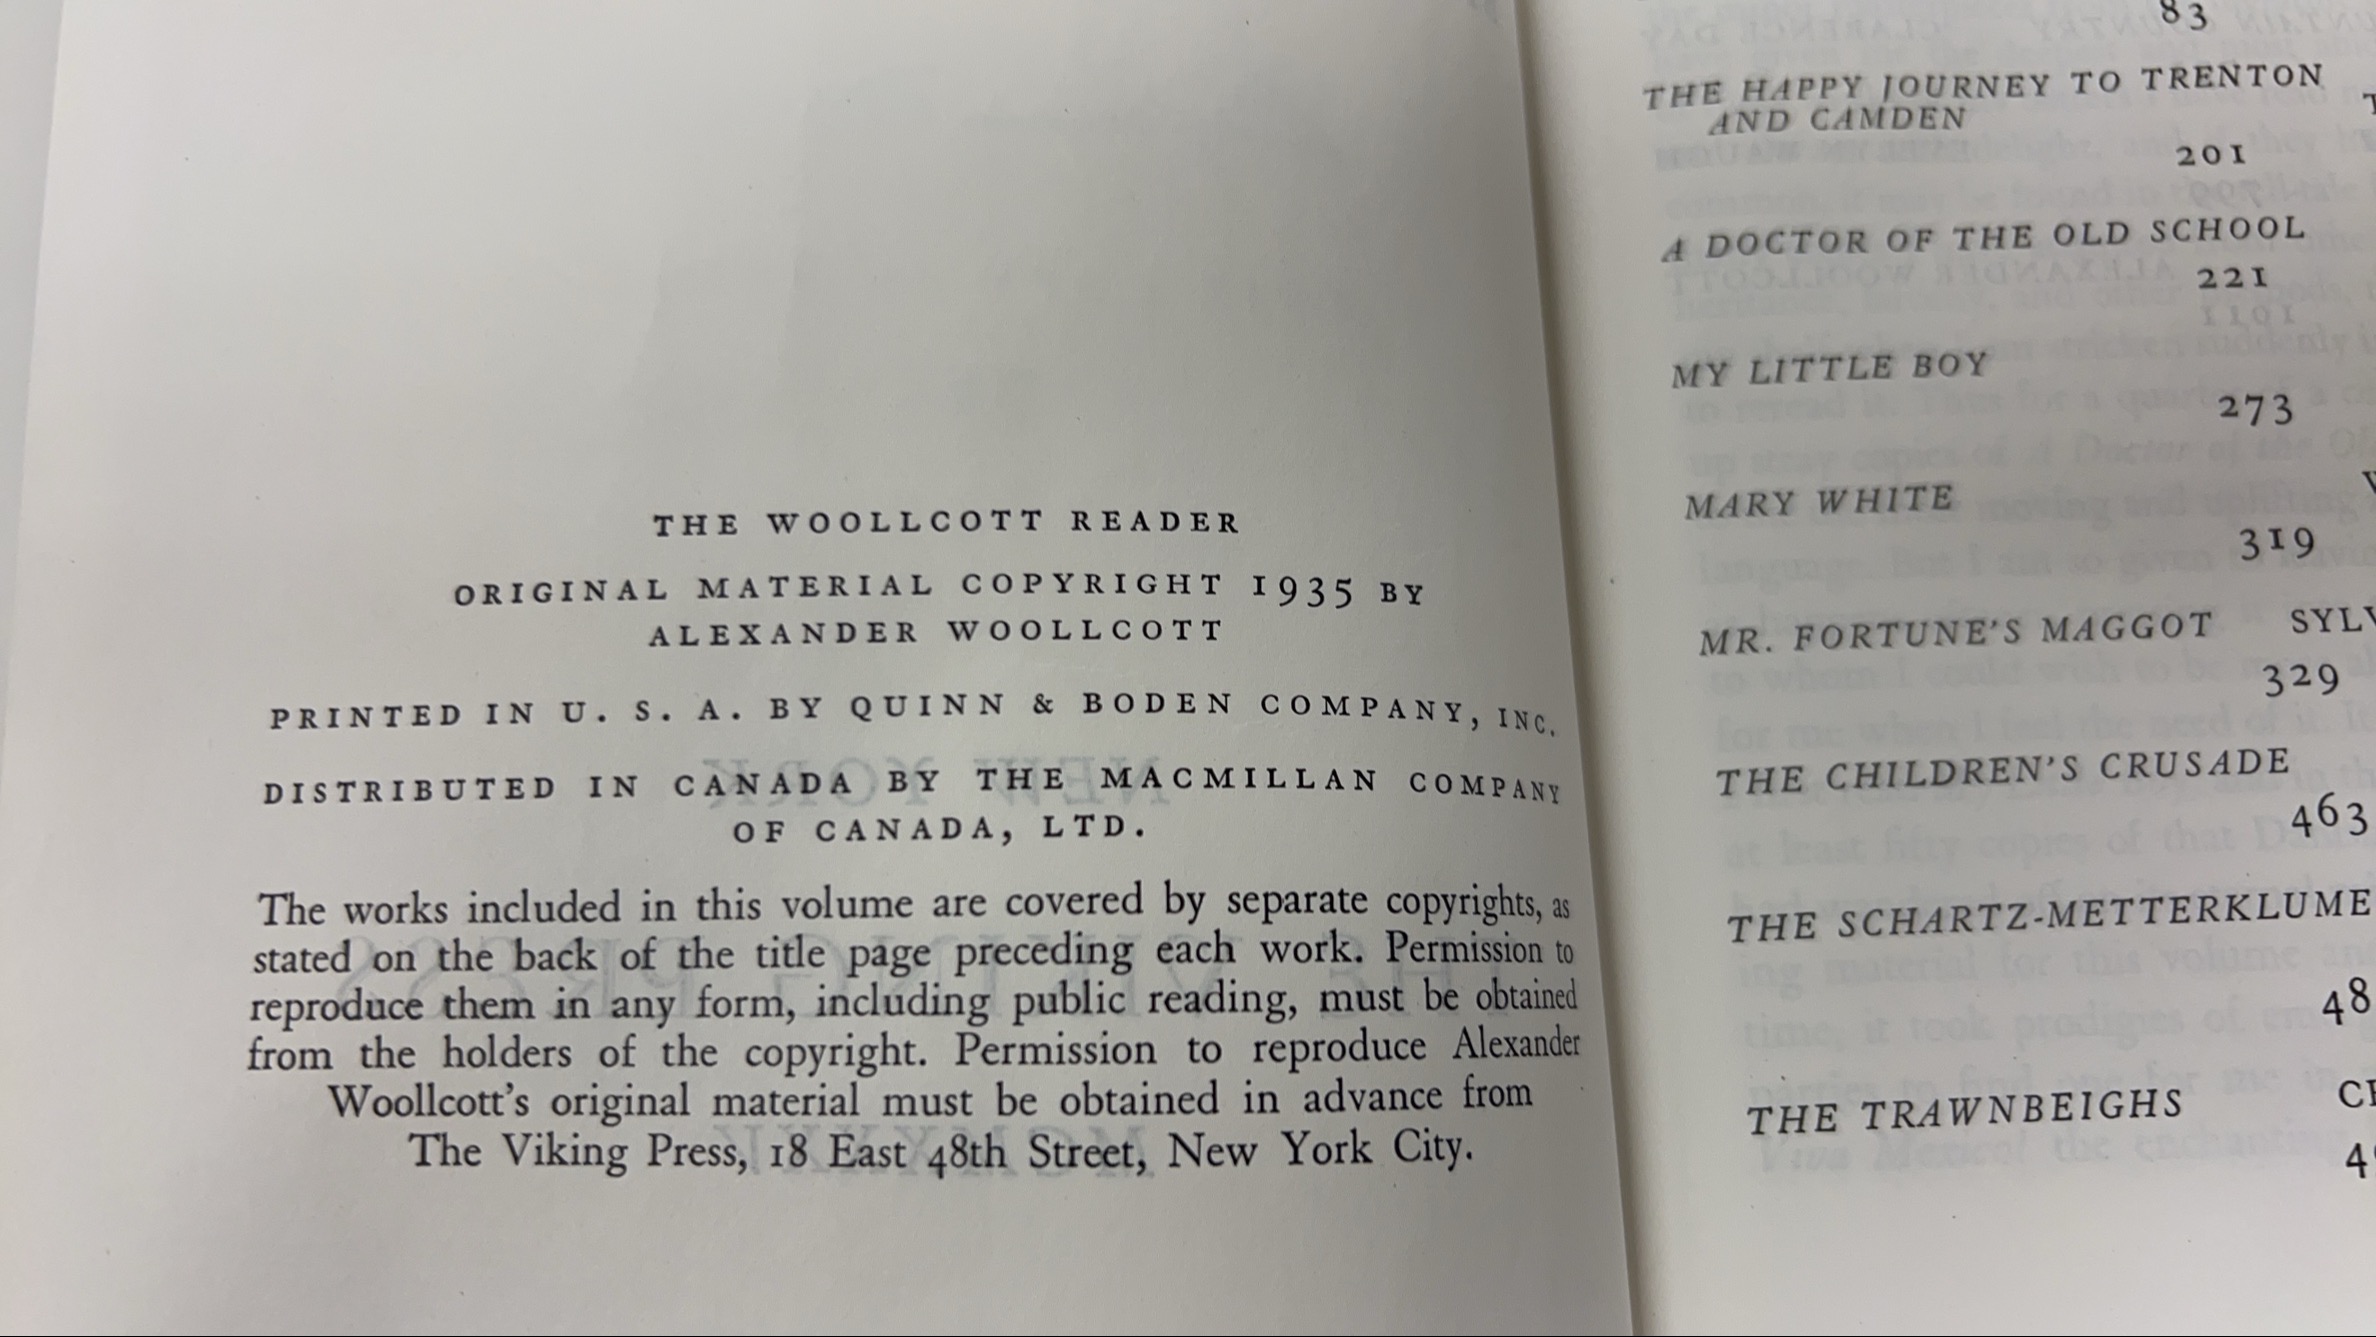 THE WOOLLCOTT READER
ORIGINAL MATERIAL COPYRIGHT 1935 BY
ALEXANDER WOOLLCOTT
PRINTED IN U. S. A. BY QUINN & BODEN COMPANY, INC.
DISTRIBUTED IN CANADA BY THE MACMILLAN COMPANY
OF CANADA, LTD.
The works included in this volume are covered by separate copyrights, as
stated on the back of the title page preceding each work. Permission to
reproduce them in any form, including public reading, must be obtained
from the holders of the copyright. Permission to reproduce Alexander
Woollcott's original material must be obtained in advance from
The Viking Press, 18 East 48th Street, New York City.
83
THE HAPPY JOURNEY TO TRENTON
AND CAMDEN
201
A DOCTOR OF THE OLD SCHOOL
221
MY LITTLE BOY
273
MARY WHITE
319
MR. FORTUNE'S MAGGOT SYLV
329
THE CHILDREN'S CRUSADE
463
THE SCHARTZ-METTERKLUME
48
THE TRAWNBEIGHS